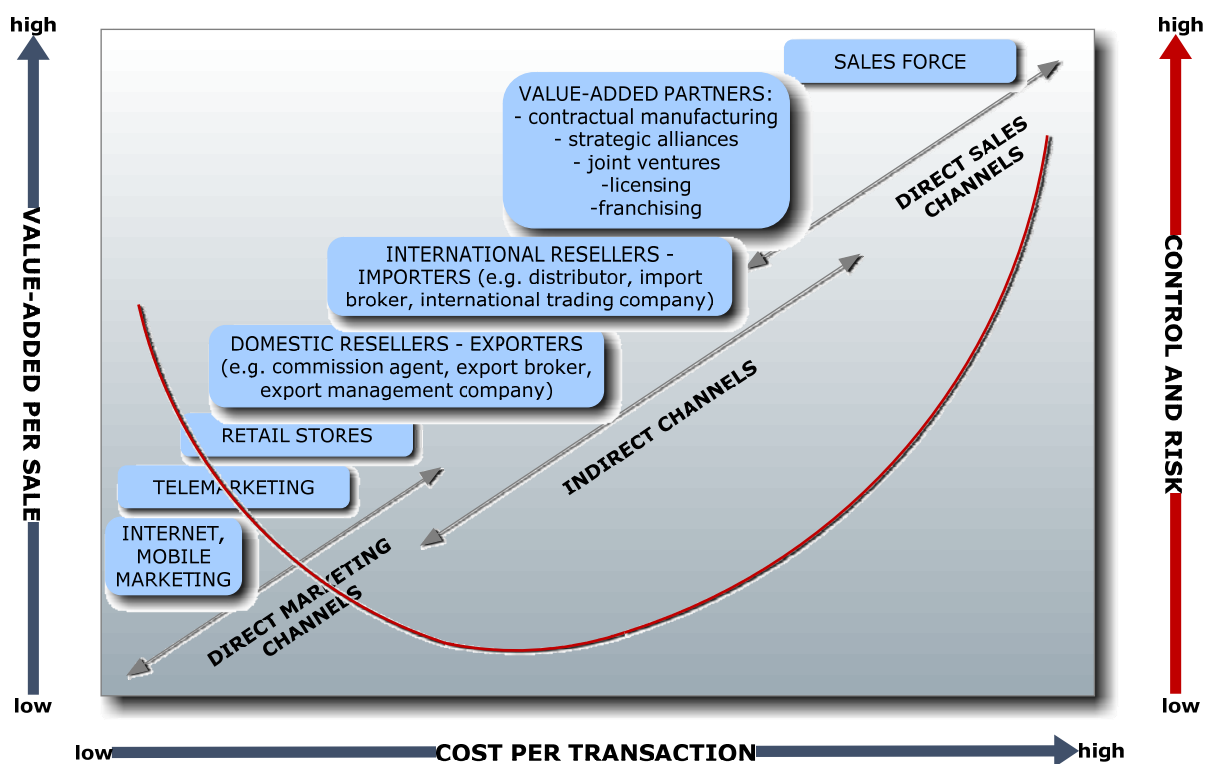 high
high
SALES FORCE
VALUE-ADDED PARTNERS:
- contractual manufacturing
- strategic alliances
- joint ventures
-licensing
-franchising
DIRECT SALES
CHANNELS
INTERNATIONAL RESELLERS -
IMPORTERS (e.g. distributor, import
broker, international trading company)
DOMESTIC RESELLERS - EXPORTERS
(e.g. commission agent, export broker,
export management company)
INDIRECT CHANNELS
RETAIL STORES
TELEMARKETING
INTERNET,
MOBILE
MARKETING
DIRECT MARKETING
CHANNELS
VALUE-ADDED PER SALE
CONTROL AND RISK
low
low
low
COST PER TRANSACTION
high